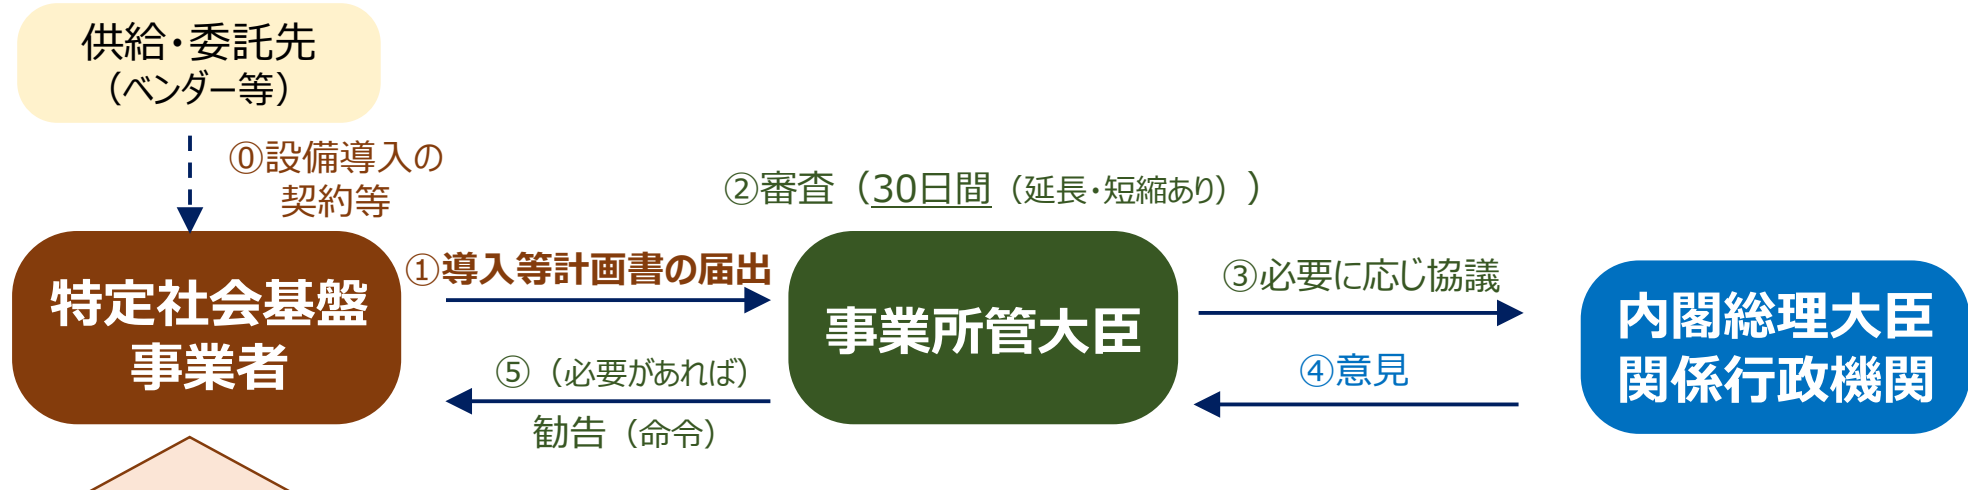 供給・委託先
（ベンダー等）
⓪設備導入の
契約等
②審査（30日間（延長・短縮あり））
特定社会基盤
事業者
①導入等計画書の届出
事業所管大臣
③必要に応じ協議
内閣総理大臣
関係行政機関
⑤（必要があれば）
勧告（命令）
④意見